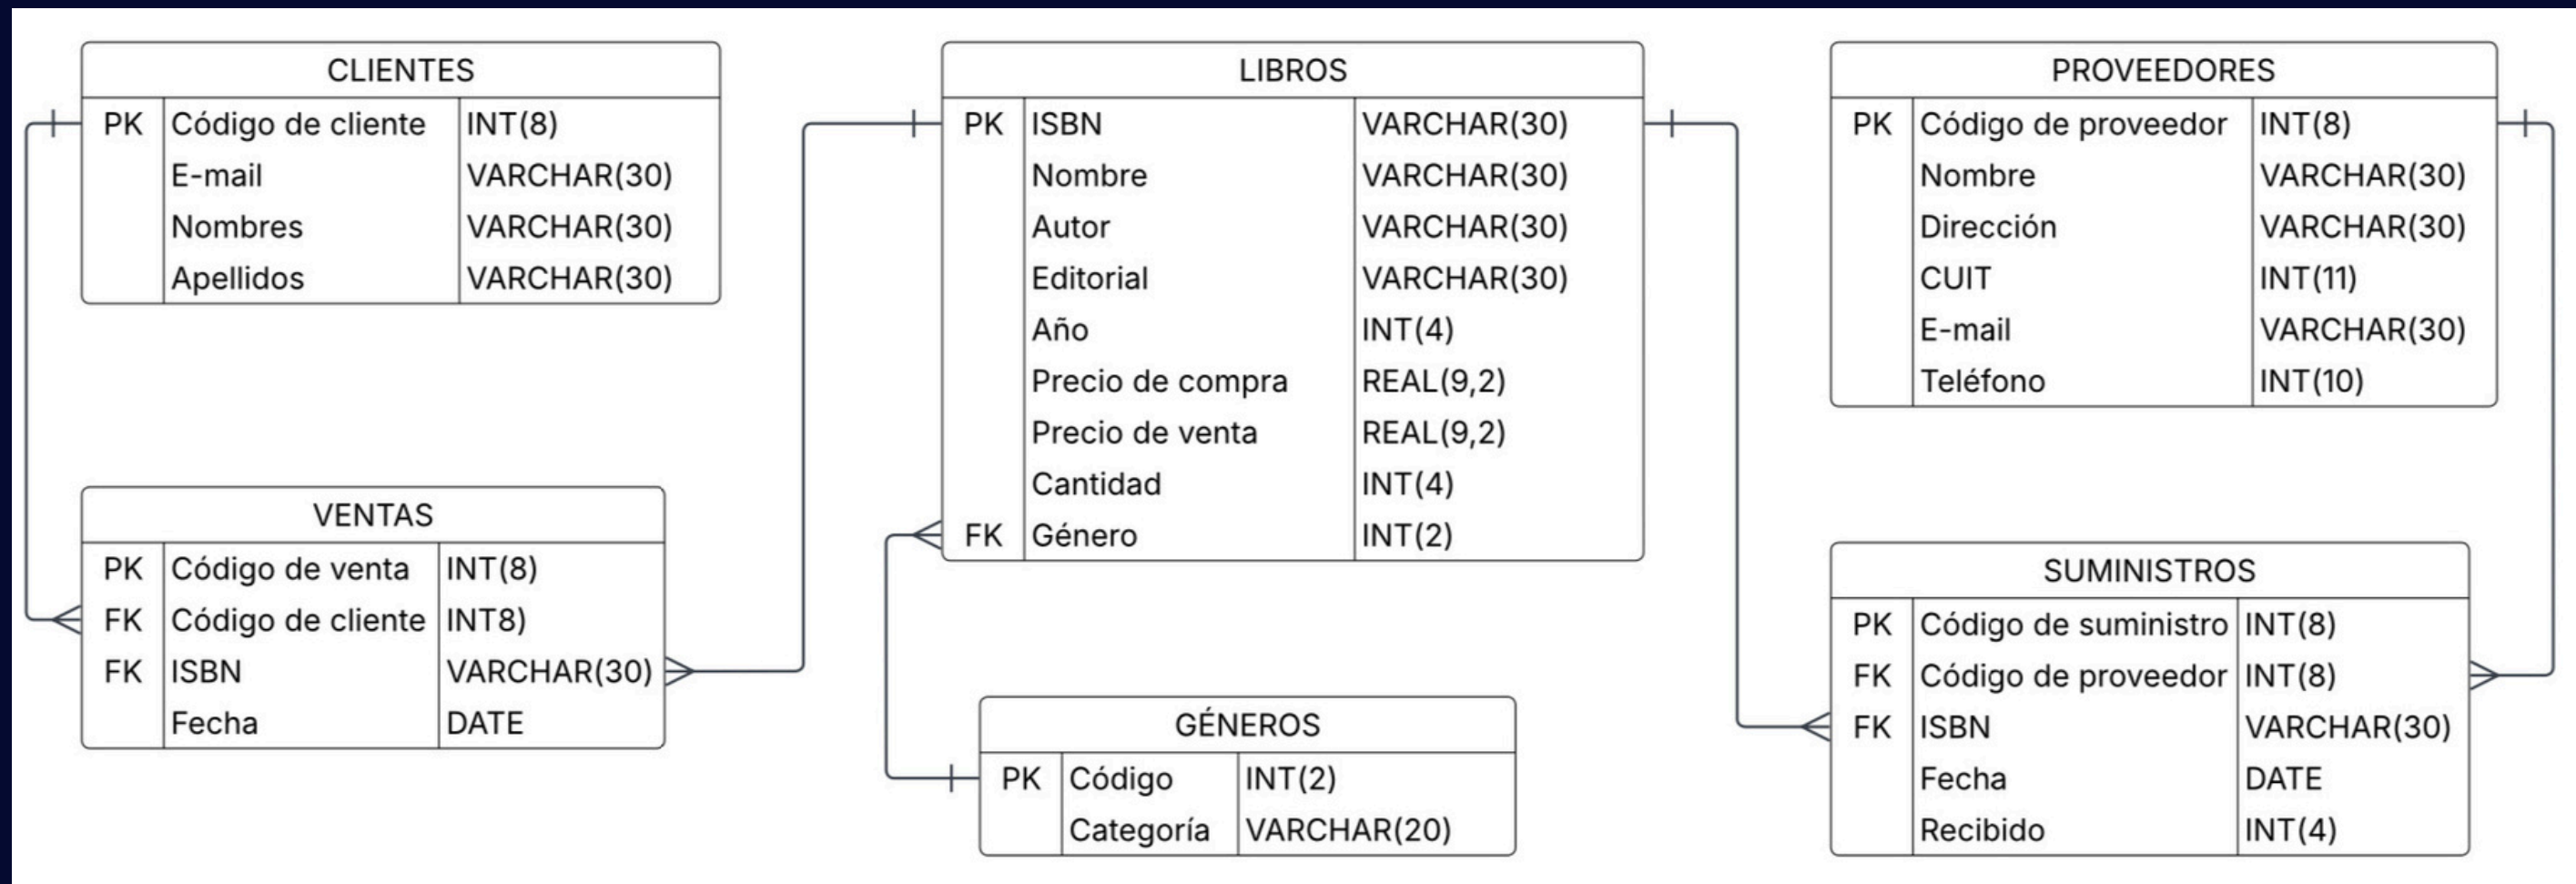 CLIENTES
PK Código de cliente INT(8)
E-mail VARCHAR(30)
Nombres VARCHAR(30)
Apellidos VARCHAR(30)
VENTAS
PK Código de venta INT(8)
FK Código de cliente INT8)
FK ISBN VARCHAR(30)
Fecha DATE
LIBROS
PK ISBN VARCHAR(30)
Nombre VARCHAR(30)
Autor VARCHAR(30)
Editorial VARCHAR(30)
Año INT(4)
Precio de compra REAL(9,2)
Precio de venta REAL(9,2)
Cantidad INT(4)
FK Género INT(2)
GÉNEROS
PK Código INT(2)
Categoría VARCHAR(20)
PROVEEDORES
PK Código de proveedor INT(8)
Nombre VARCHAR(30)
Dirección VARCHAR(30)
CUIT INT(11)
E-mail VARCHAR(30)
Teléfono INT(10)
SUMINISTROS
PK Código de suministro INT(8)
FK Código de proveedor INT(8)
FK ISBN VARCHAR(30)
Fecha DATE
Recibido INT(4)